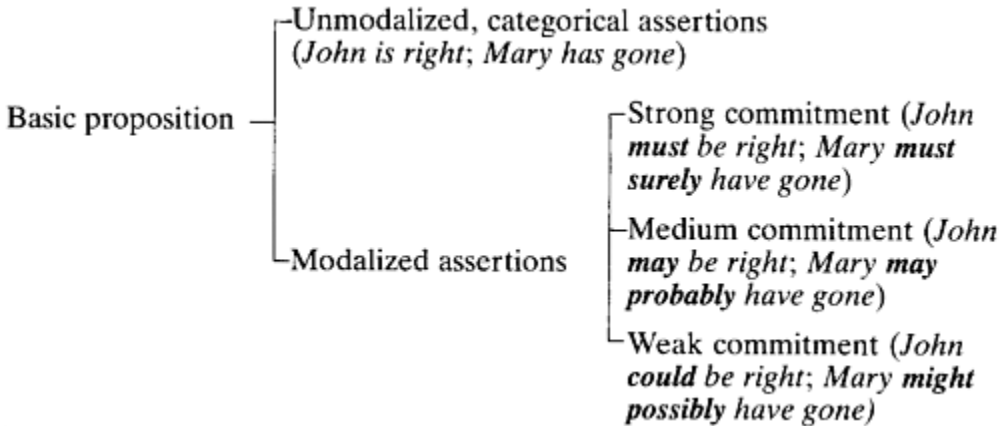 Unmodalized, categorical assertions
(John is right; Mary has gone)
Basic proposition
Strong commitment (John
must be right; Mary must
surely have gone)
Modalized assertions
Medium commitment (John
may be right; Mary may
probably have gone)
Weak commitment (John
could be right; Mary might
possibly have gone)